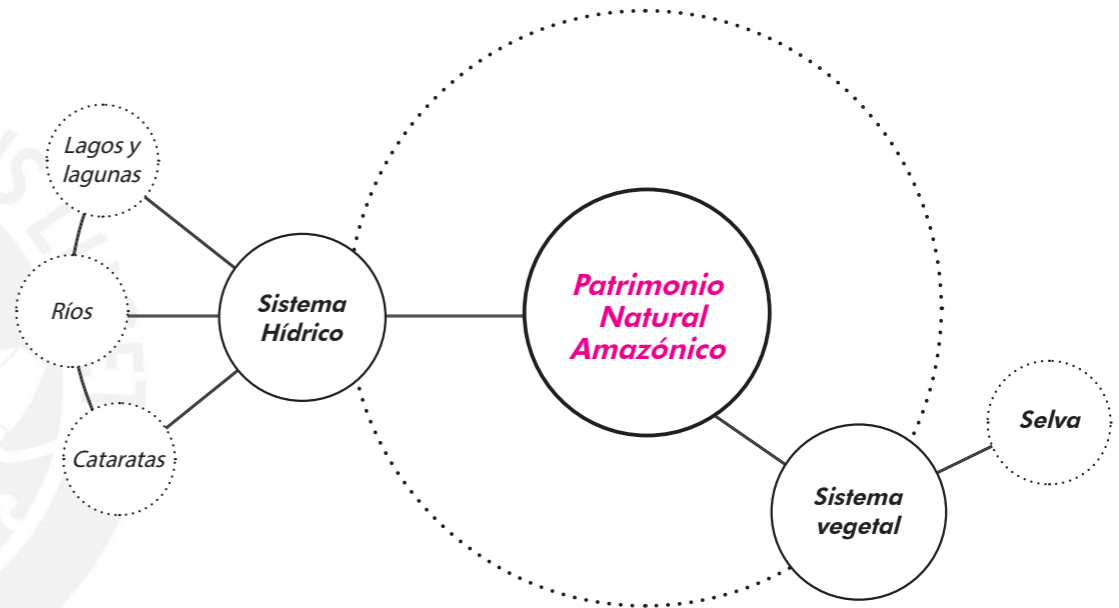 Lagos y
lagunas
Ríos
Cataratas
Sistema
Hídrico
Patrimonio
Natural
Amazónico
Sistema
vegetal
Selva